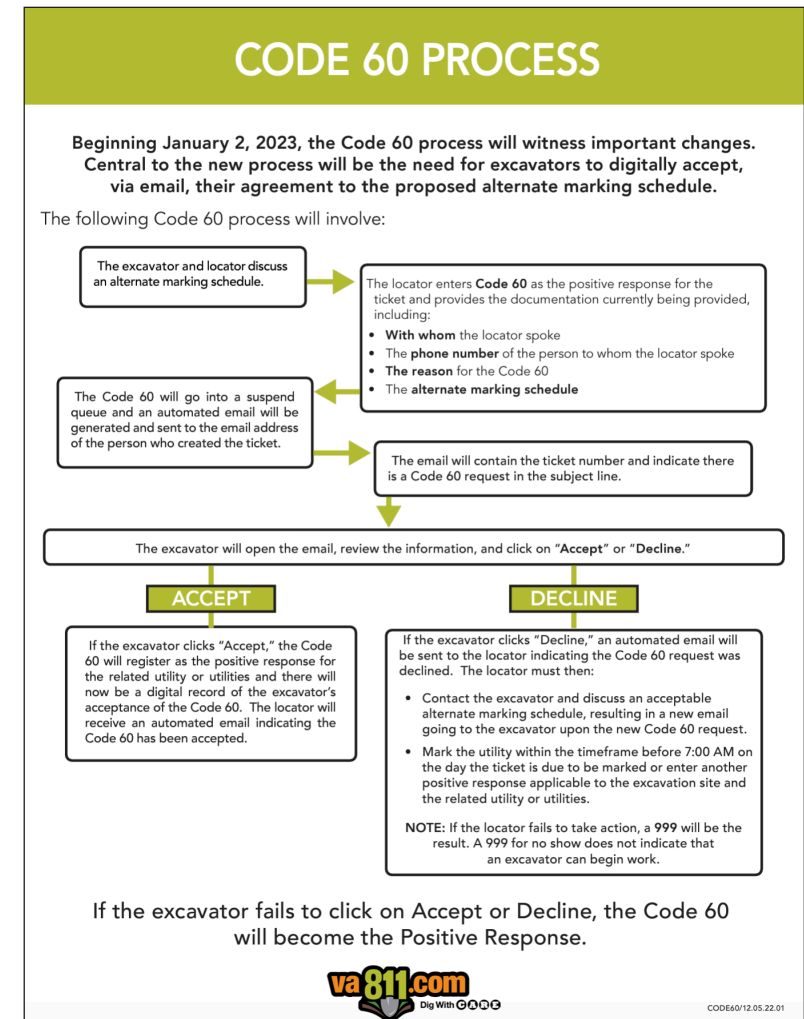 CODE 60 PROCESS
Beginning January 2, 2023, the Code 60 process will witness important changes.
Central to the new process will be the need for excavators to digitally accept,
via email, their agreement to the proposed alternate marking schedule.
The following Code 60 process will involve:
The excavator and locator discuss
an alternate marking schedule.
The locator enters Code 60 as the positive response for the
ticket and provides the documentation currently being provided,
including:
• With whom the locator spoke
• The phone number of the person to whom the locator spoke
• The reason for the Code 60
• The alternate marking schedule
The Code 60 will go into a suspend
queue and an automated email will be
generated and sent to the email address
of the person who created the ticket.
The email will contain the ticket number and indicate there
is a Code 60 request in the subject line.
The excavator will open the email, review the information, and click on "Accept" or "Decline."
ACCEPT
If the excavator clicks "Accept," the Code
60 will register as the positive response for
the related utility or utilities and there will
now be a digital record of the excavator's
acceptance of the Code 60. The locator will
receive an automated email indicating the
Code 60 has been accepted.
DECLINE
If the excavator clicks "Decline," an automated email will
be sent to the locator indicating the Code 60 request was
declined. The locator must then:
• Contact the excavator and discuss an acceptable
alternate marking schedule, resulting in a new email
going to the excavator upon the new Code 60 request.
• Mark the utility within the timeframe before 7:00 AM on
the day the ticket is due to be marked or enter another
positive response applicable to the excavation site and
the related utility or utilities.
NOTE: If the locator fails to take action, a 999 will be the
result. A 999 for no show does not indicate that
an excavator can begin work.
If the excavator fails to click on Accept or Decline, the Code 60
will become the Positive Response.
va811.com
Dig With CARE
CODE60/12.05.22.01